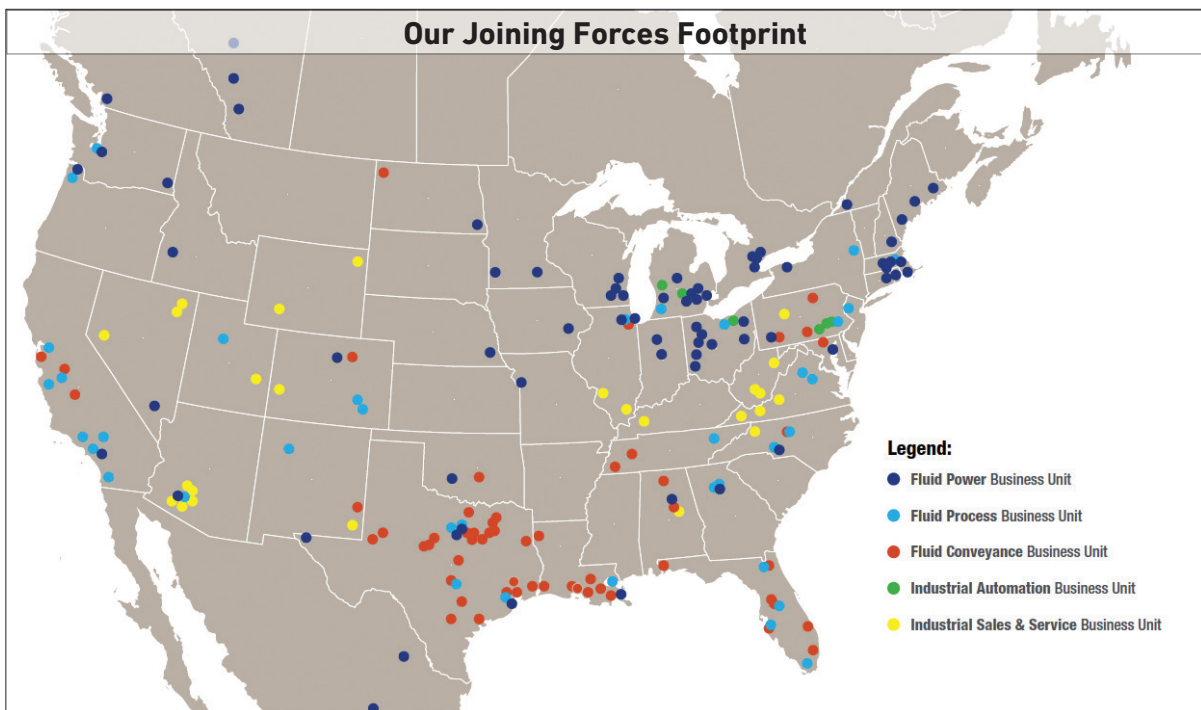 Our Joining Forces Footprint
Legend:
Fluid Power Business Unit
Fluid Process Business Unit
Fluid Conveyance Business Unit
Industrial Automation Business Unit
Industrial Sales & Service Business Unit